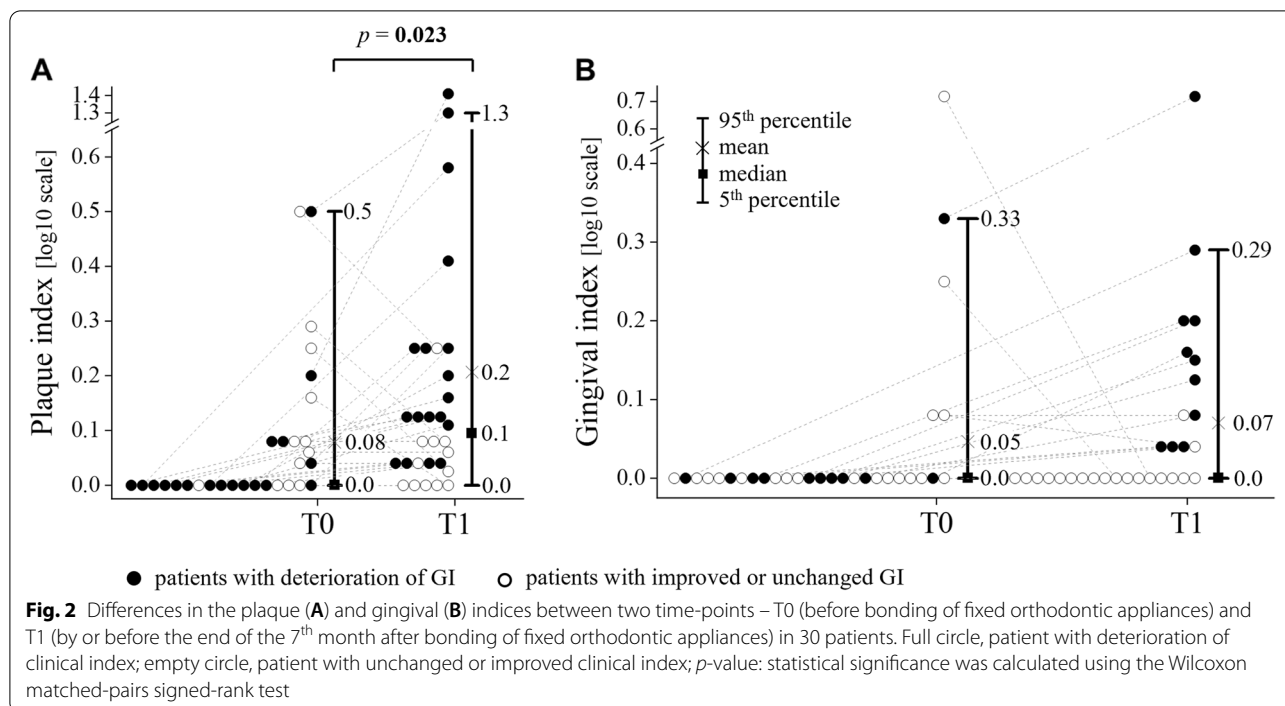 p = 0.023
A
Plaque index [log10 scale]
1.4
1.3
0.6
0.5
0.4
0.3
0.2
0.1
0.0
0.5
0.08
0.0
1.3
0.2
0.1
0.0
T0
T1
B
Gingival index [log10 scale]
0.7
0.6
0.4
0.3
0.2
0.1
0.0
95th percentile
mean
median
5th percentile
0.33
0.05
0.0
0.29
0.07
0.0
T0
T1
patients with deterioration of GI
patients with improved or unchanged GI
Fig. 2 Differences in the plaque (A) and gingival (B) indices between two time-points – T0 (before bonding of fixed orthodontic appliances) and
T1 (by or before the end of the 7th month after bonding of fixed orthodontic appliances) in 30 patients. Full circle, patient with deterioration of
clinical index; empty circle, patient with unchanged or improved clinical index; p-value: statistical significance was calculated using the Wilcoxon
matched-pairs signed-rank test